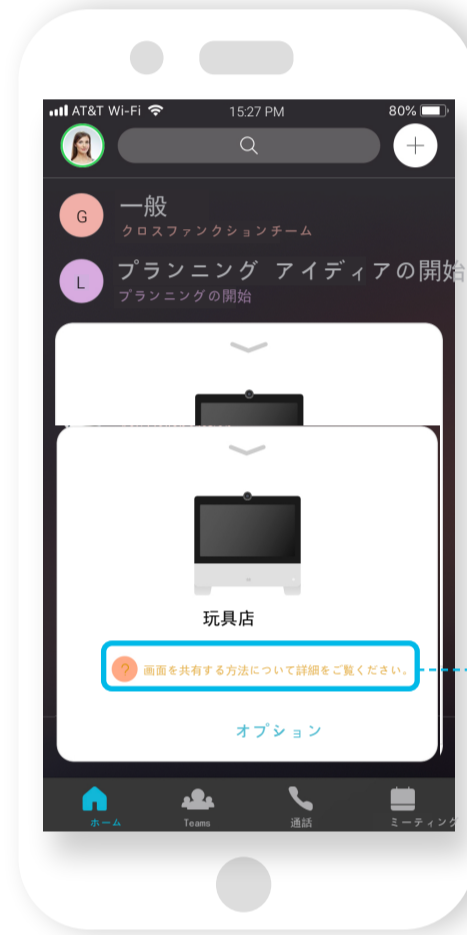 AT&T Wi-Fi 15:27 PM 80%
G 一般
クロスファンクションチーム
L プランニング アイディアの開始
プランニングの開始
玩具店
? 画面を共有する方法について詳細をご覧ください。
オプション
ホーム Teams 通話 ミーティング